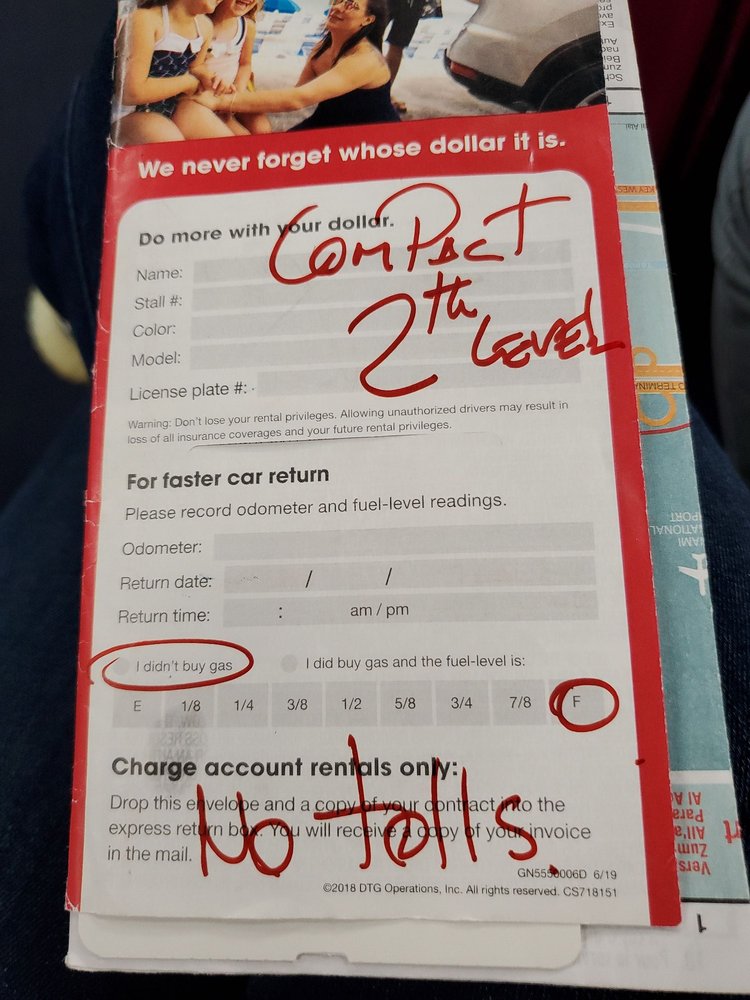 We never forget whose dollar it is.
Do more with your dollar.
ComPacT
2th LEVEL
Name:
Stall #:
Color:
Model:
License plate #:
Warning: Don't lose your rental privileges. Allowing unauthorized drivers may result in
loss of all insurance coverages and your future rental privileges.
For faster car return
Please record odometer and fuel-level readings.
Odometer:
Return date: / /
Return time: : am / pm
I didn't buy gas I did buy gas and the fuel-level is:
E 1/8 1/4 3/8 1/2 5/8 3/4 7/8 F
Charge account rentals only:
No tolls.
Drop this envelope and a copy of your contract into the
express return box. You will receive a copy of your invoice
in the mail.
GN5550006D 6/19
©2018 DTG Operations, Inc. All rights reserved. CS718151
KEY WES
TO TERMINA
1